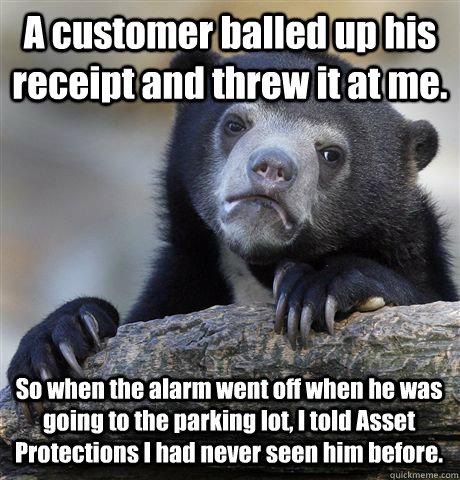 A customer balled up his
receipt and threw it at me.
So when the alarm went off when he was
going to the parking lot, I told Asset
Protections I had never seen him before.
quickmeme.com